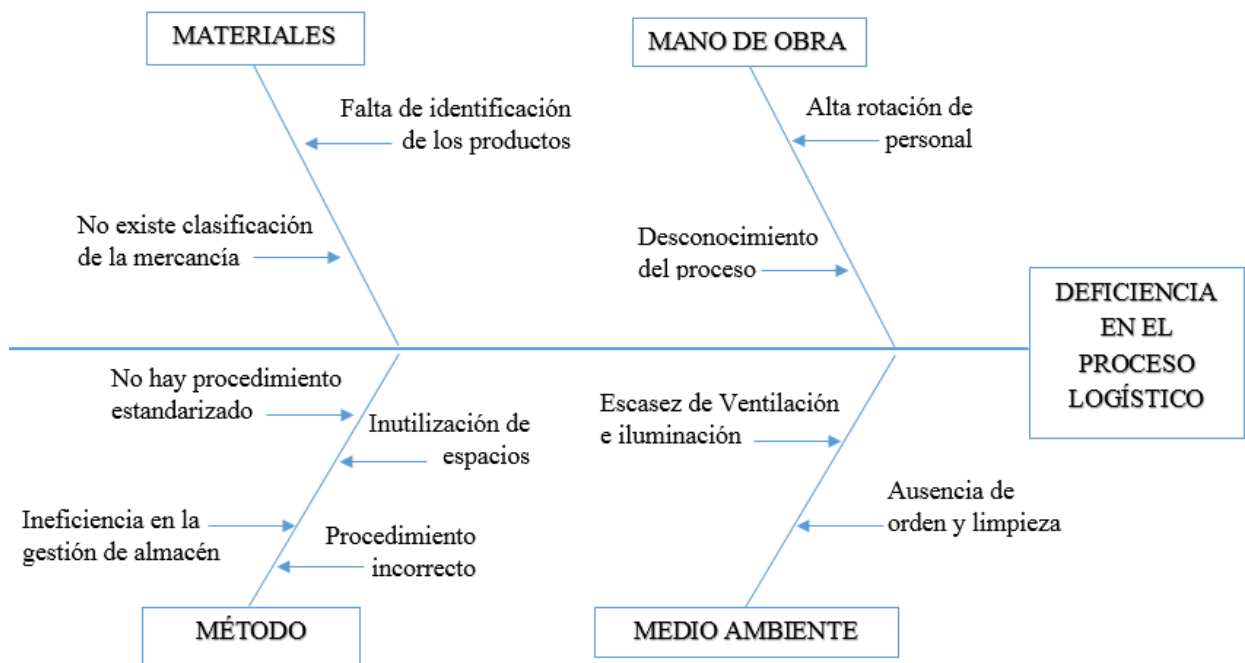 MATERIALES
MANO DE OBRA
Falta de identificación
de los productos
Alta rotación de
personal
No existe clasificación
de la mercancía
Desconocimiento
del proceso
DEFICIENCIA
EN EL
PROCESO
LOGÍSTICO
No hay procedimiento
estandarizado
Inutilización de
espacios
Escasez de Ventilación
e iluminación
Ineficiencia en la
gestión de almacén
Procedimiento
incorrecto
Ausencia de
orden y limpieza
MÉTODO
MEDIO AMBIENTE